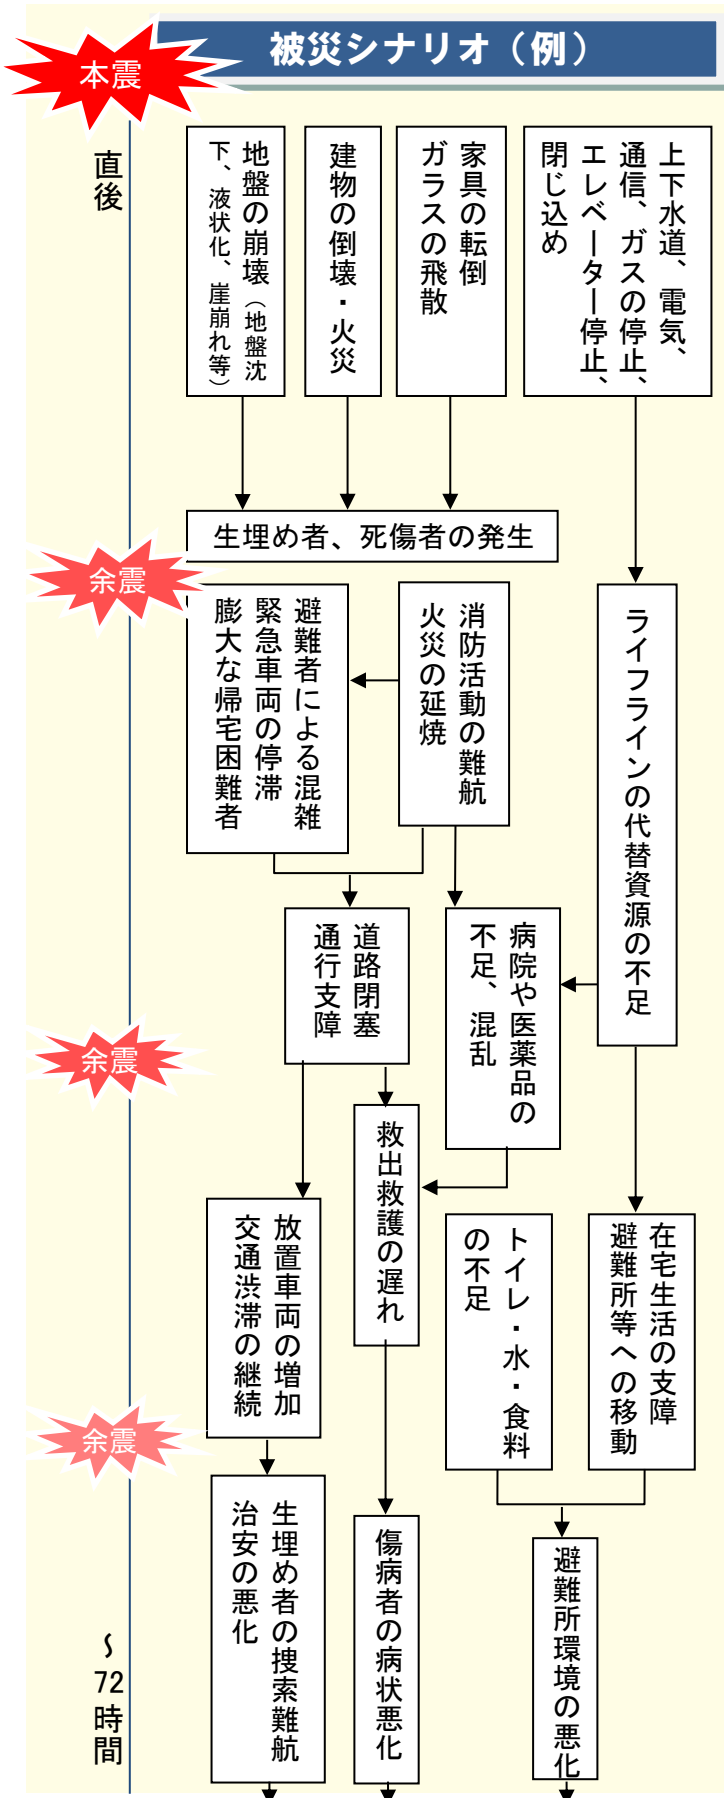 被災シナリオ（例）
本震
直後
上下水道、電気、
通信、ガスの停止、
エレベーター停止、
閉じ込め
家具の転倒
ガラスの飛散
建物の倒壊・火災
地盤の崩壊（地盤沈
下、液状化、崖崩れ等）
生埋め者、死傷者の発生
余震
ライフラインの代替資源の不足
消防活動の難航
火災の延焼
避難者による混雑
緊急車両の停滞
膨大な帰宅困難者
病院や医薬品の
不足、混乱
道路閉塞
通行支障
余震
救出救護の遅れ
在宅生活の支障
避難所等への移動
トイレ・水・食料
の不足
放置車両の増加
交通渋滞の継続
余震
避難所環境の悪化
傷病者の病状悪化
生埋め者の捜索難航
治安の悪化
～72時間